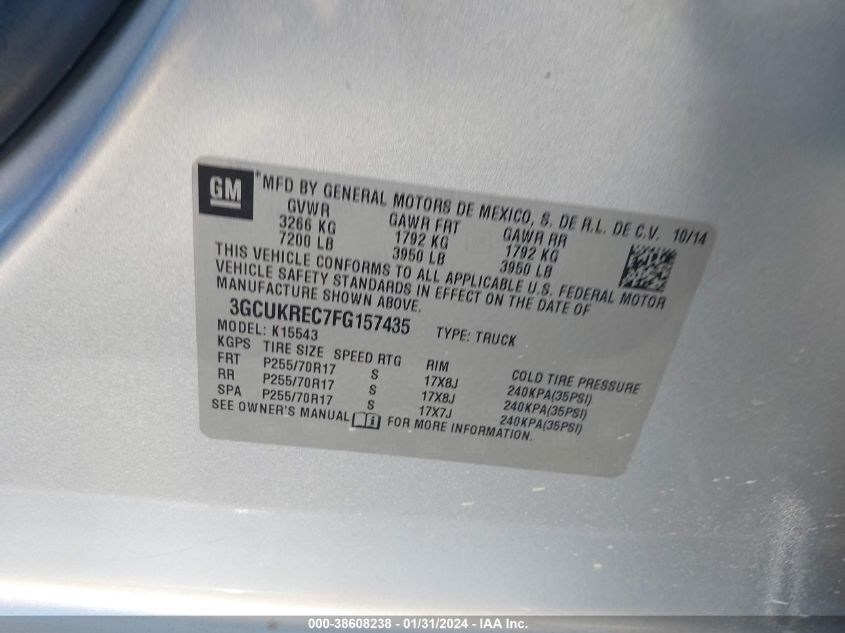 GM
*MFD BY GENERAL MOTORS DE MEXICO, S. DE R.L. DE C.V. 10/14
GVWR GAWR FRT GAWR RR
3266 KG 1792 KG 1792 KG
7200 LB 3950 LB 3950 LB
THIS VEHICLE CONFORMS TO ALL APPLICABLE U.S. FEDERAL MOTOR
VEHICLE SAFETY STANDARDS IN EFFECT ON THE DATE OF
MANUFACTURE SHOWN ABOVE.
3GCUKREC7FG157435 TYPE: TRUCK
MODEL: K15543
KGPS TIRE SIZE SPEED RTG RIM COLD TIRE PRESSURE
FRT P255/70R17 S 17X8J 240KPA(35PSI)
RR P255/70R17 S 17X8J 240KPA(35PSI)
SPA P255/70R17 S 17X7J 240KPA(35PSI)
SEE OWNER'S MANUAL i FOR MORE INFORMATION.
000-38608238 - 01/31/2024 - IAA Inc.